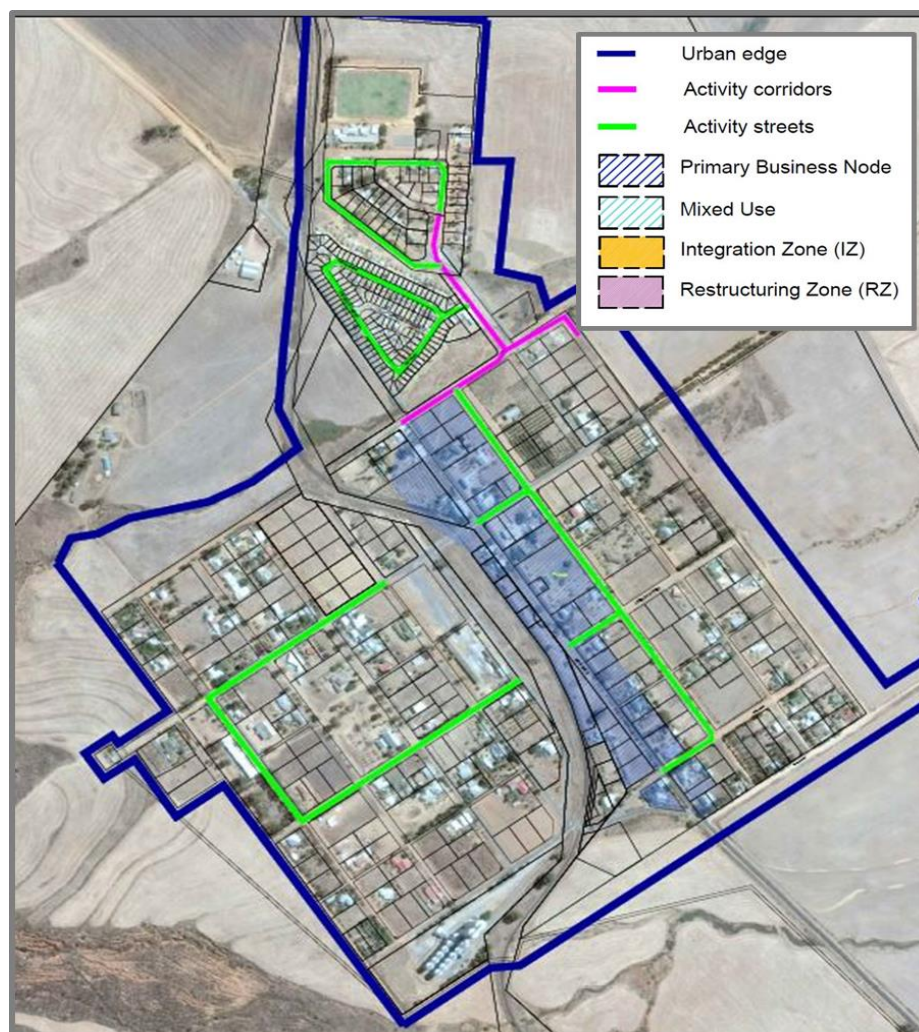 Urban edge
Activity corridors
Activity streets
Primary Business Node
Mixed Use
Integration Zone (IZ)
Restructuring Zone (RZ)